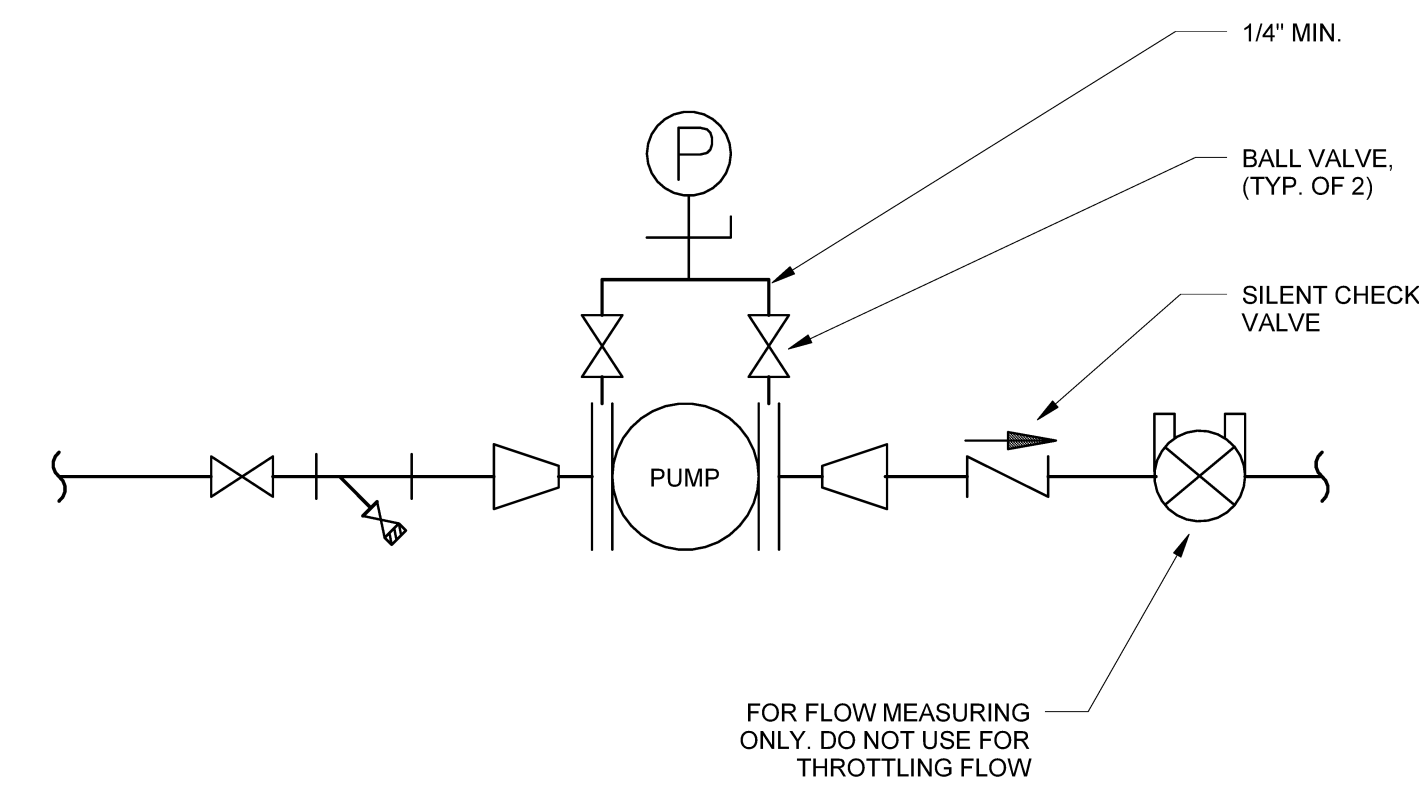 1/4" MIN.
P
BALL VALVE,
(TYP. OF 2)
SILENT CHECK
VALVE
PUMP
FOR FLOW MEASURING
ONLY. DO NOT USE FOR
THROTTLING FLOW